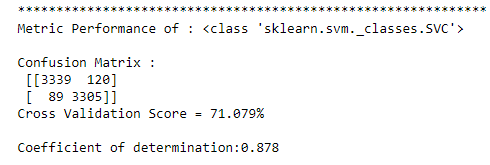 *************************************************************
Metric Performance of : <class 'sklearn.svm._classes.SVC'>
Confusion Matrix :
[[3339 120]
[ 89 3305]]
Cross Validation Score = 71.079%
Coefficient of determination:0.878